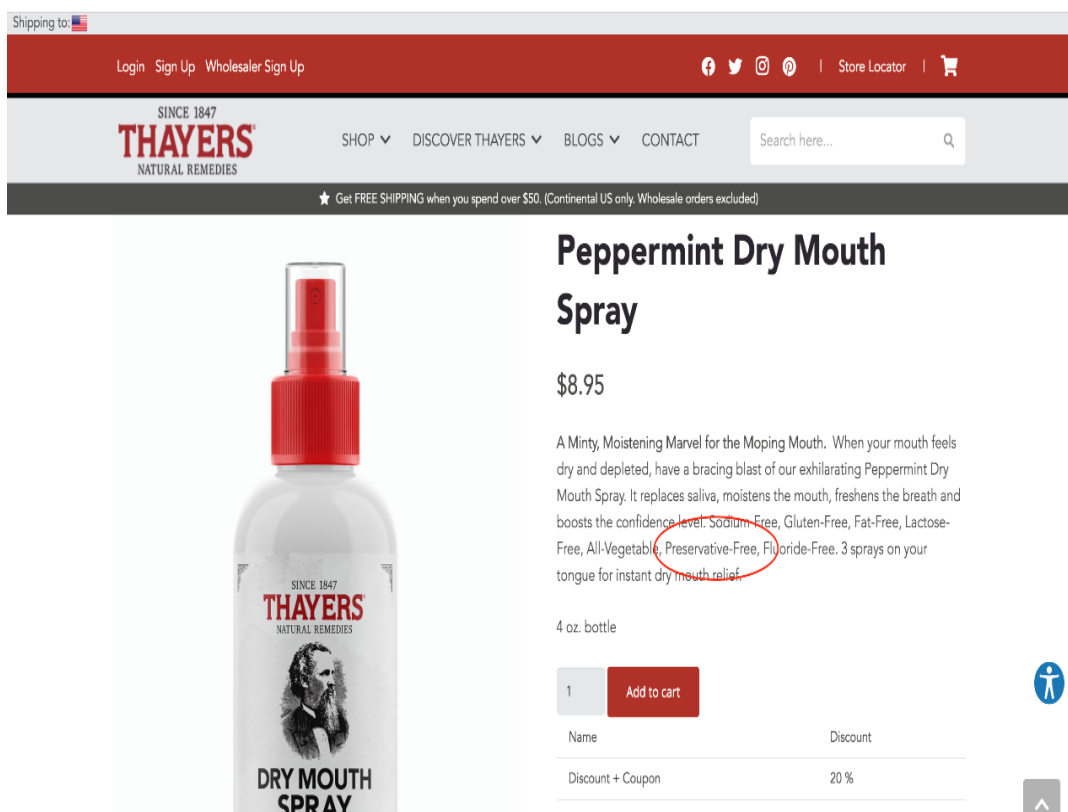 Shipping to:
Login Sign Up Wholesaler Sign Up | Store Locator |
SINCE 1847
THAYERS
NATURAL REMEDIES
SHOP DISCOVER THAYERS BLOGS CONTACT Search here...
Get FREE SHIPPING when you spend over $50. (Continental US only. Wholesale orders excluded)
Peppermint Dry Mouth
Spray
$8.95
A Minty, Moistening Marvel for the Moping Mouth. When your mouth feels
dry and depleted, have a bracing blast of our exhilarating Peppermint Dry
Mouth Spray. It replaces saliva, moistens the mouth, freshens the breath and
boosts the confidence level. Sodium-Free, Gluten-Free, Fat-Free, Lactose-
Free, All-Vegetable, Preservative-Free, Fluoride-Free. 3 sprays on your
tongue for instant dry mouth relief.
4 oz. bottle
1 Add to cart
Name Discount
Discount + Coupon 20 %
SINCE 1847
THAYERS
NATURAL REMEDIES
DRY MOUTH
SPRAY